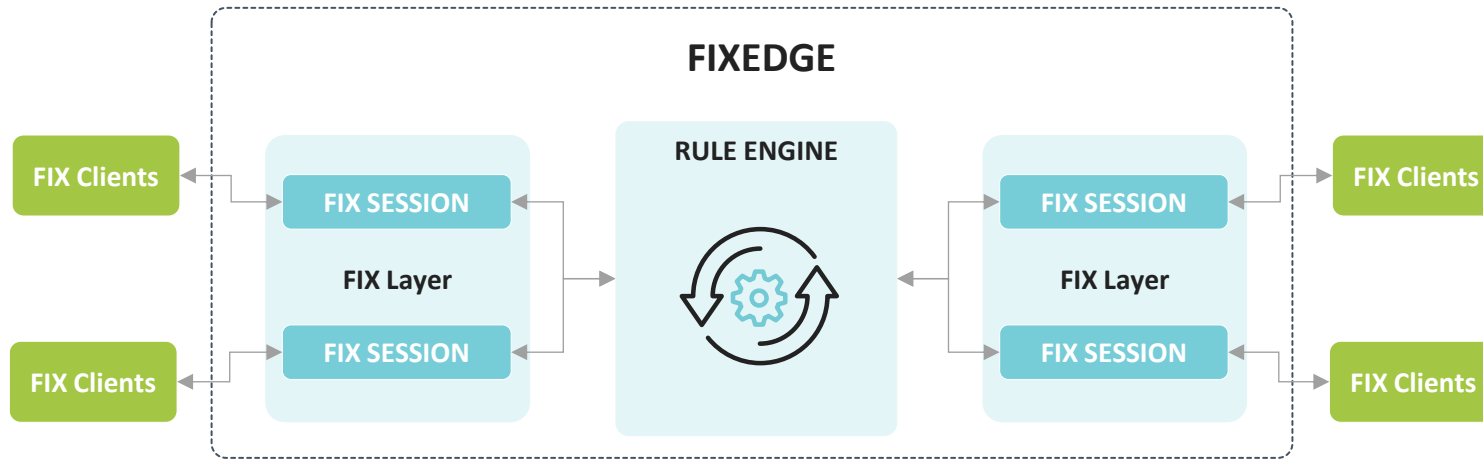 FIXEDGE
FIX Clients
FIX SESSION
FIX Layer
FIX SESSION
FIX Clients
RULE ENGINE
FIX SESSION
FIX Layer
FIX SESSION
FIX Clients
FIX Clients